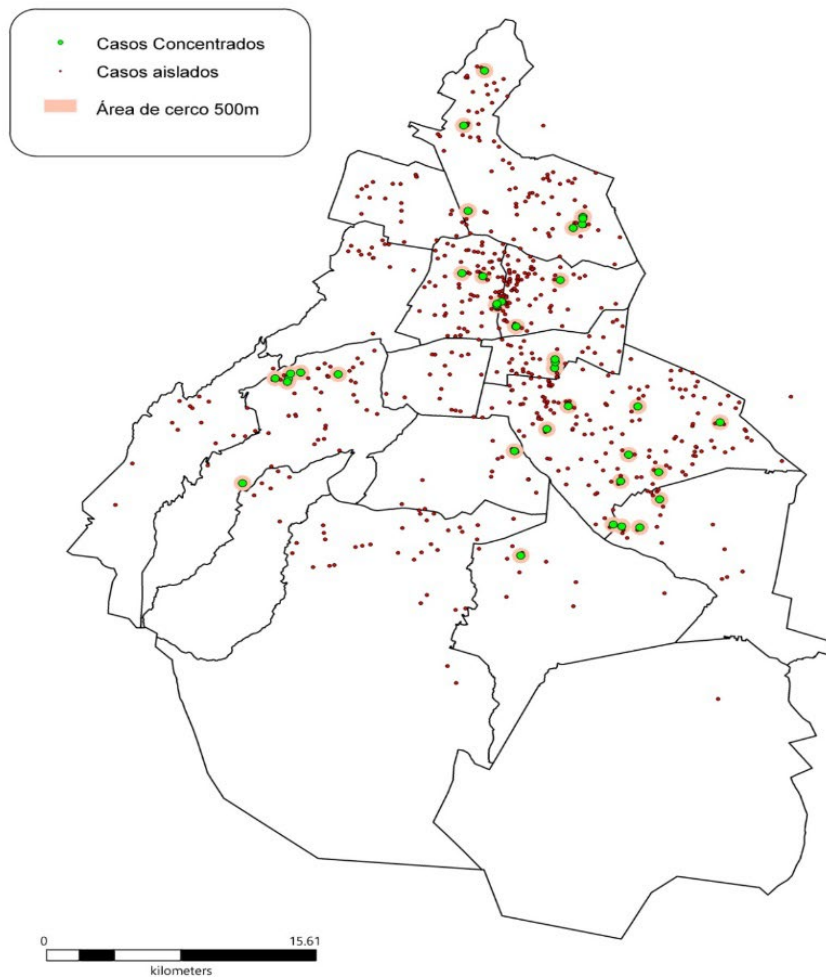 Casos Concentrados
Casos aislados
Área de cerco 500m
0 15.61
kilometers